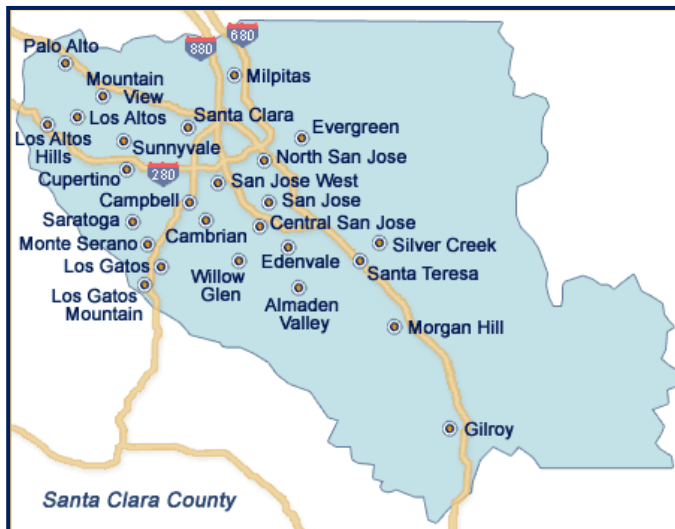 680
880
Palo Alto
Milpitas
Mountain
View
Los Altos
Santa Clara
Evergreen
Los Altos
Hills
Sunnyvale
North San Jose
Cupertino
280
San Jose West
Campbell
San Jose
Saratoga
Cambrian
Central San Jose
Monte Serano
Silver Creek
Edenvale
Los Gatos
Willow
Glen
Santa Teresa
Los Gatos
Mountain
Almaden
Valley
Morgan Hill
Gilroy
Santa Clara County